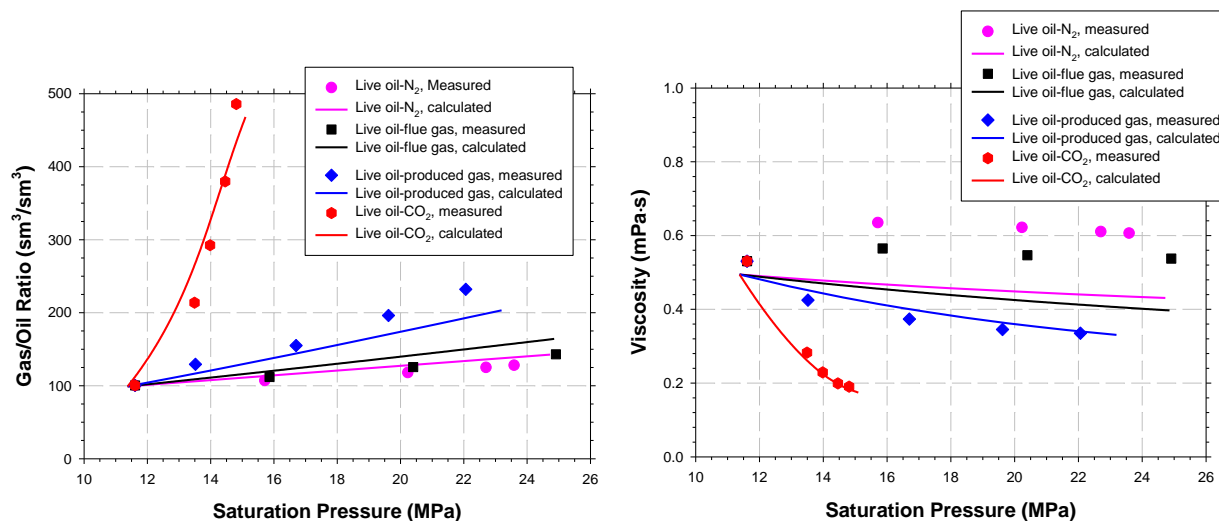 Live oil-N₂, Measured
Live oil-N₂, calculated
Live oil-flue gas, measured
Live oil-flue gas, calculated
Live oil-produced gas, measured
Live oil-produced gas, calculated
Live oil-CO₂, measured
Live oil-CO₂, calculated
Gas/Oil Ratio (sm³/sm³)
500
400
300
200
100
0
10 12 14 16 18 20 22 24 26
Saturation Pressure (MPa)
Live oil-N₂, measured
Live oil-N₂, calculated
Live oil-flue gas, measured
Live oil-flue gas, calculated
Live oil-produced gas, measured
Live oil-produced gas, calculated
Live oil-CO₂, measured
Live oil-CO₂, calculated
Viscosity (mPa·s)
1.0
0.8
0.6
0.4
0.2
0.0
10 12 14 16 18 20 22 24 26
Saturation Pressure (MPa)